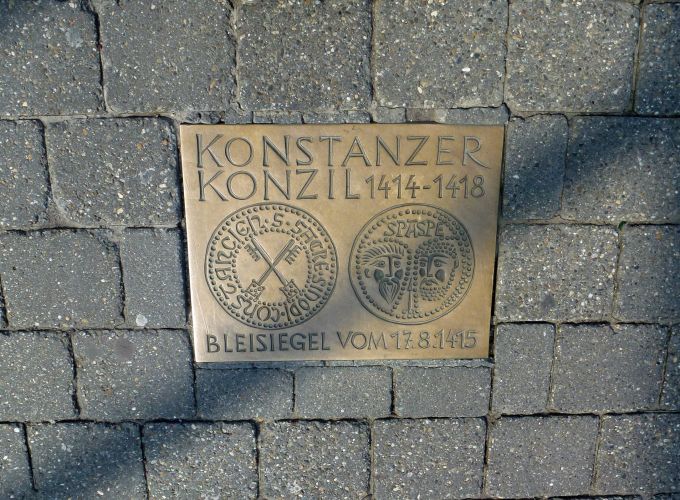 KONSTANZER
KONZIL 1414-1418
SPASPE
BLEISIEGEL VOM 17.8.1415